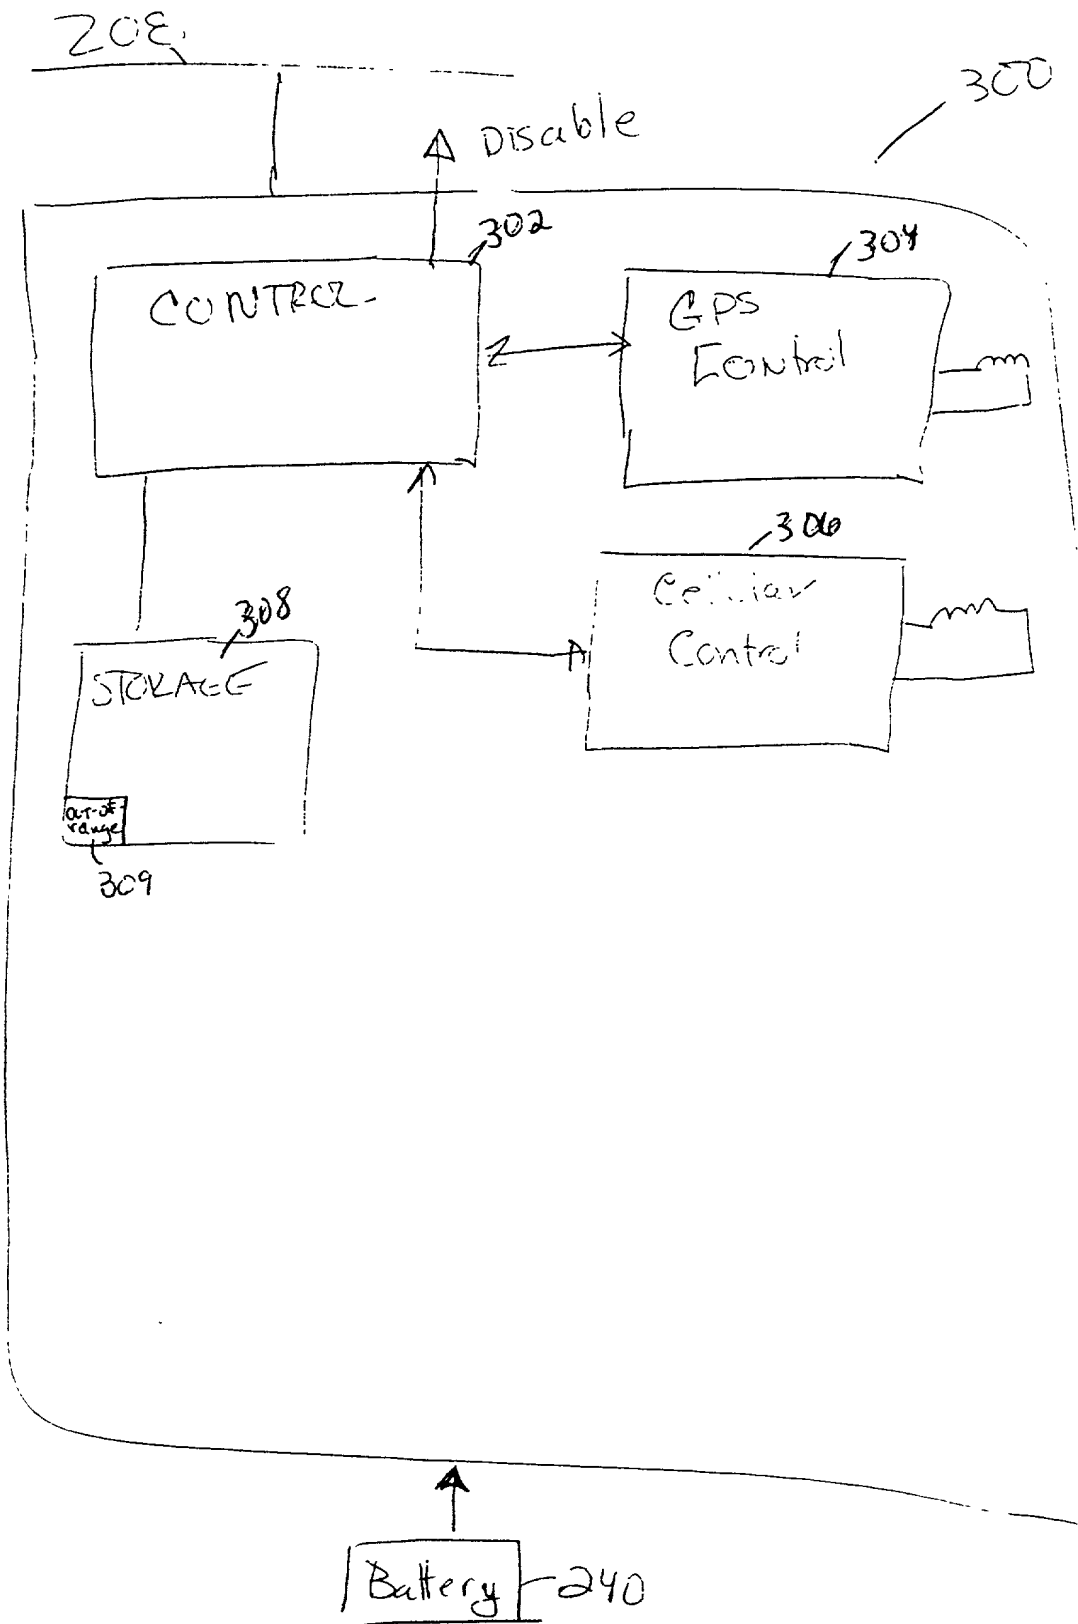 208
300
Disable
302
304
CONTROL
GPS
Control
306
Cellular
Control
308
STORAGE
out-of-
range
309
Battery
240